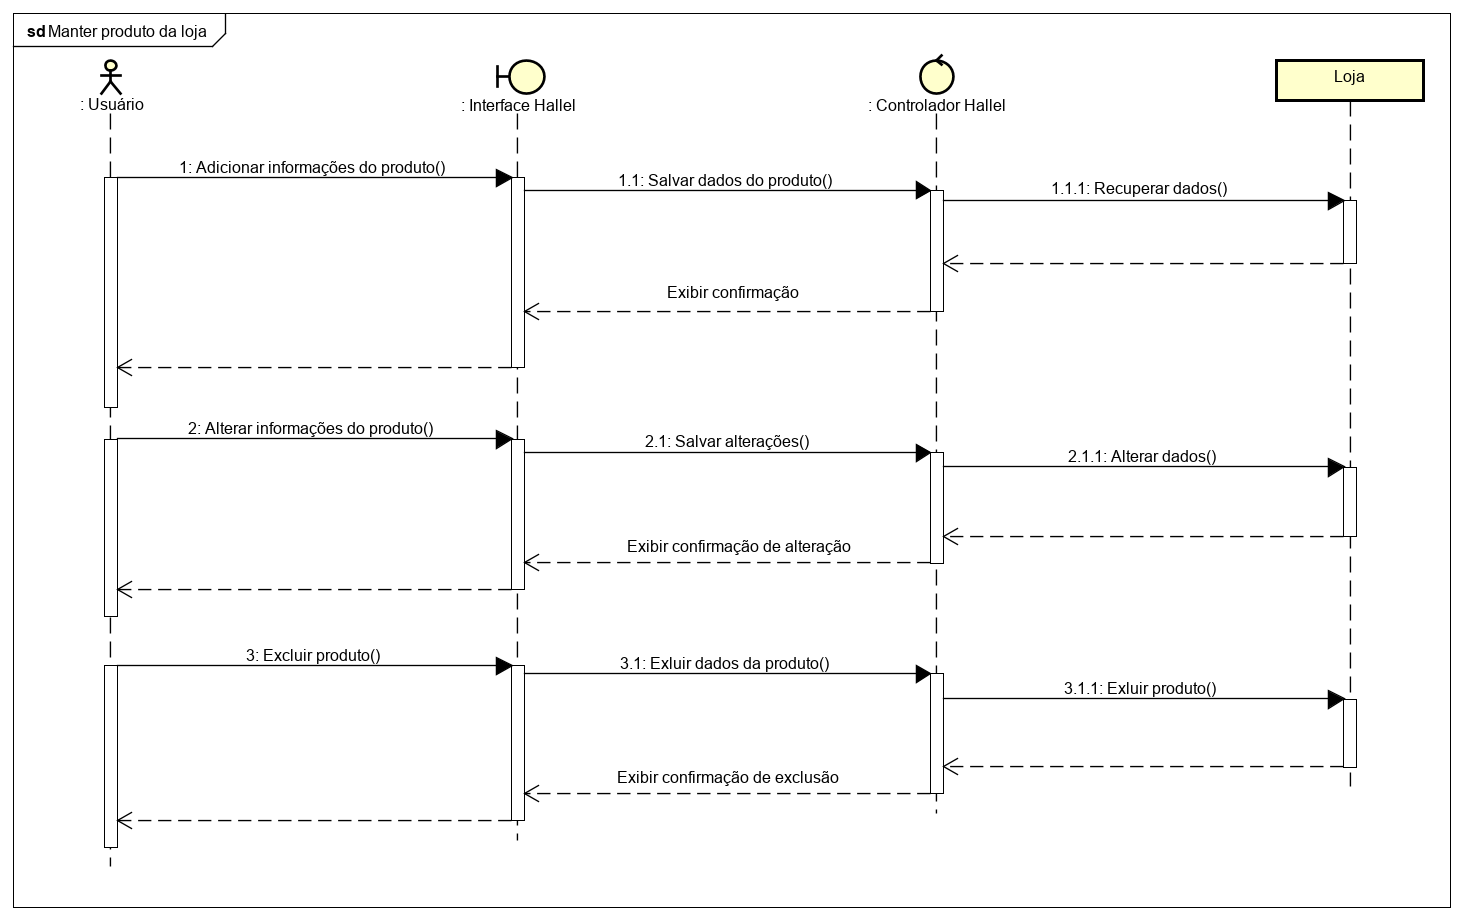 sd Manter produto da loja
: Usuário
: Interface Hallel
: Controlador Hallel
Loja
1: Adicionar informações do produto()
1.1: Salvar dados do produto()
1.1.1: Recuperar dados()
Exibir confirmação
2: Alterar informações do produto()
2.1: Salvar alterações()
2.1.1: Alterar dados()
Exibir confirmação de alteração
3: Excluir produto()
3.1: Exluir dados da produto()
3.1.1: Exluir produto()
Exibir confirmação de exclusão